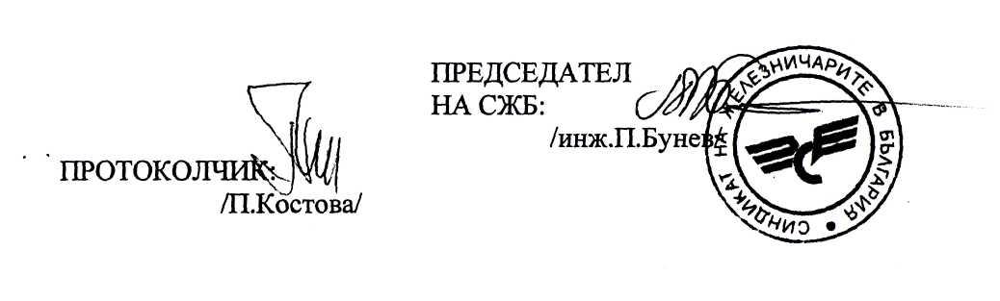 ПРЕДСЕДАТЕЛ
НА СЖБ:
/инж.П.Бунев
ПРОТОКОЛЧИК:
/П.Костова/
СИНДИКАТ НА ЖЕЛЕЗНИЧАРИТЕ В БЪЛГАРИЯ